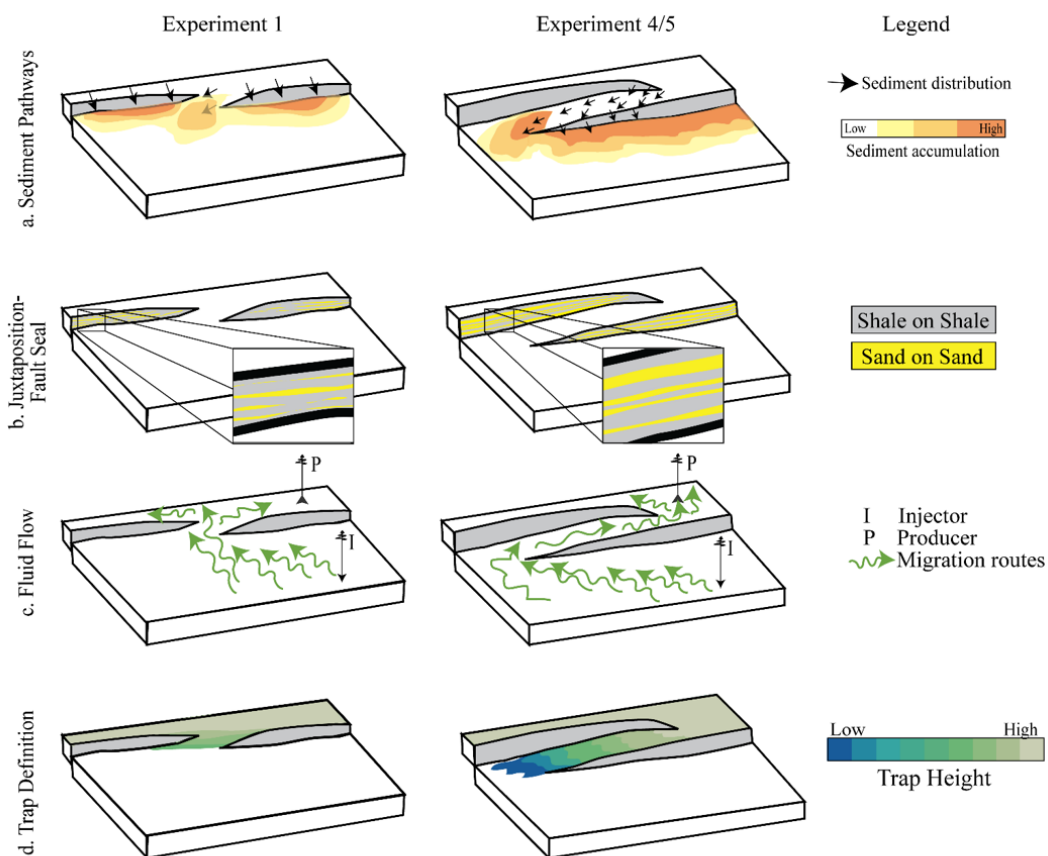 Experiment 1
Experiment 4/5
Legend
a. Sediment Pathways
Sediment distribution
Low
High
Sediment accumulation
b. Juxtaposition-
Fault Seal
Shale on Shale
Sand on Sand
c. Fluid Flow
P
I
P
I
I Injector
P Producer
Migration routes
d. Trap Definition
Low
High
Trap Height